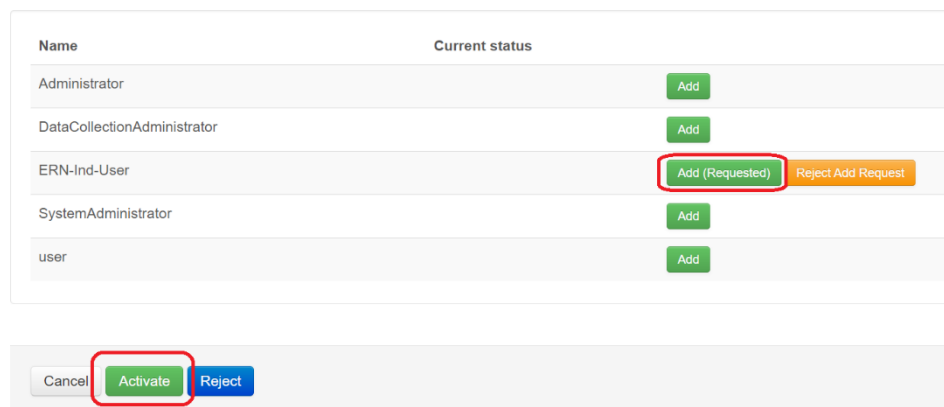 Name Current status
Administrator Add
DataCollectionAdministrator Add
ERN-Ind-User Add (Requested) Reject Add Request
SystemAdministrator Add
user Add
Cancel Activate Reject